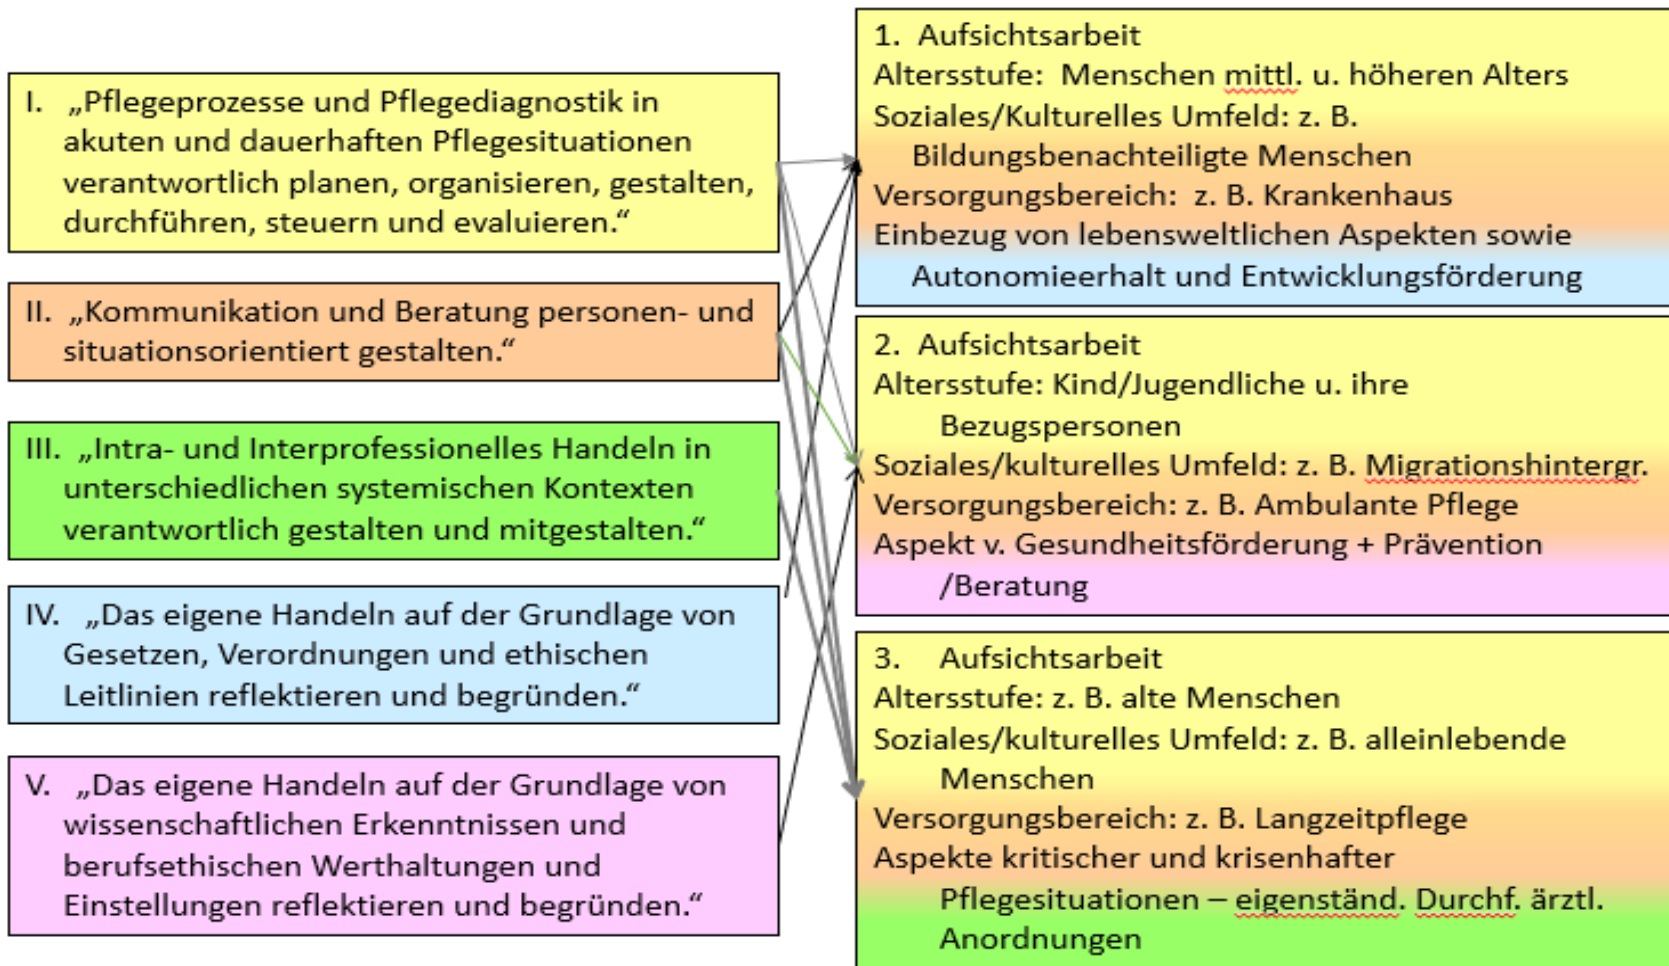 I. „Pflegeprozesse und Pflegediagnostik in
akuten und dauerhaften Pflegesituationen
verantwortlich planen, organisieren, gestalten,
durchführen, steuern und evaluieren.“
II. „Kommunikation und Beratung personen- und
situationsorientiert gestalten.“
III. „Intra- und Interprofessionelles Handeln in
unterschiedlichen systemischen Kontexten
verantwortlich gestalten und mitgestalten.“
IV. „Das eigene Handeln auf der Grundlage von
Gesetzen, Verordnungen und ethischen
Leitlinien reflektieren und begründen.“
V. „Das eigene Handeln auf der Grundlage von
wissenschaftlichen Erkenntnissen und
berufsethischen Werthaltungen und
Einstellungen reflektieren und begründen.“
1. Aufsichtsarbeit
Altersstufe: Menschen mittl. u. höheren Alters
Soziales/Kulturelles Umfeld: z. B.
Bildungsbenachteiligte Menschen
Versorgungsbereich: z. B. Krankenhaus
Einbezug von lebensweltlichen Aspekten sowie
Autonomieerhalt und Entwicklungsförderung
2. Aufsichtsarbeit
Altersstufe: Kind/Jugendliche u. ihre
Bezugspersonen
Soziales/kulturelles Umfeld: z. B. Migrationshintergr.
Versorgungsbereich: z. B. Ambulante Pflege
Aspekt v. Gesundheitsförderung + Prävention
/Beratung
3. Aufsichtsarbeit
Altersstufe: z. B. alte Menschen
Soziales/kulturelles Umfeld: z. B. alleinlebende
Menschen
Versorgungsbereich: z. B. Langzeitpflege
Aspekte kritischer und krisenhafter
Pflegesituationen – eigenständ. Durchf. ärztl.
Anordnungen